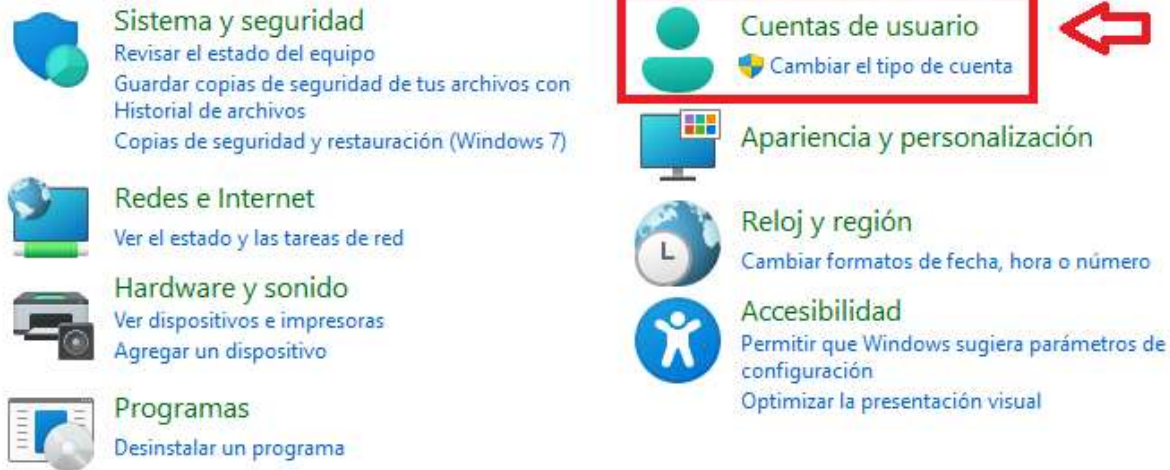 Sistema y seguridad
Revisar el estado del equipo
Guardar copias de seguridad de tus archivos con
Historial de archivos
Copias de seguridad y restauración (Windows 7)
Redes e Internet
Ver el estado y las tareas de red
Hardware y sonido
Ver dispositivos e impresoras
Agregar un dispositivo
Programas
Desinstalar un programa
Cuentas de usuario
Cambiar el tipo de cuenta
Apariencia y personalización
Reloj y región
Cambiar formatos de fecha, hora o número
Accesibilidad
Permitir que Windows sugiera parámetros de
configuración
Optimizar la presentación visual